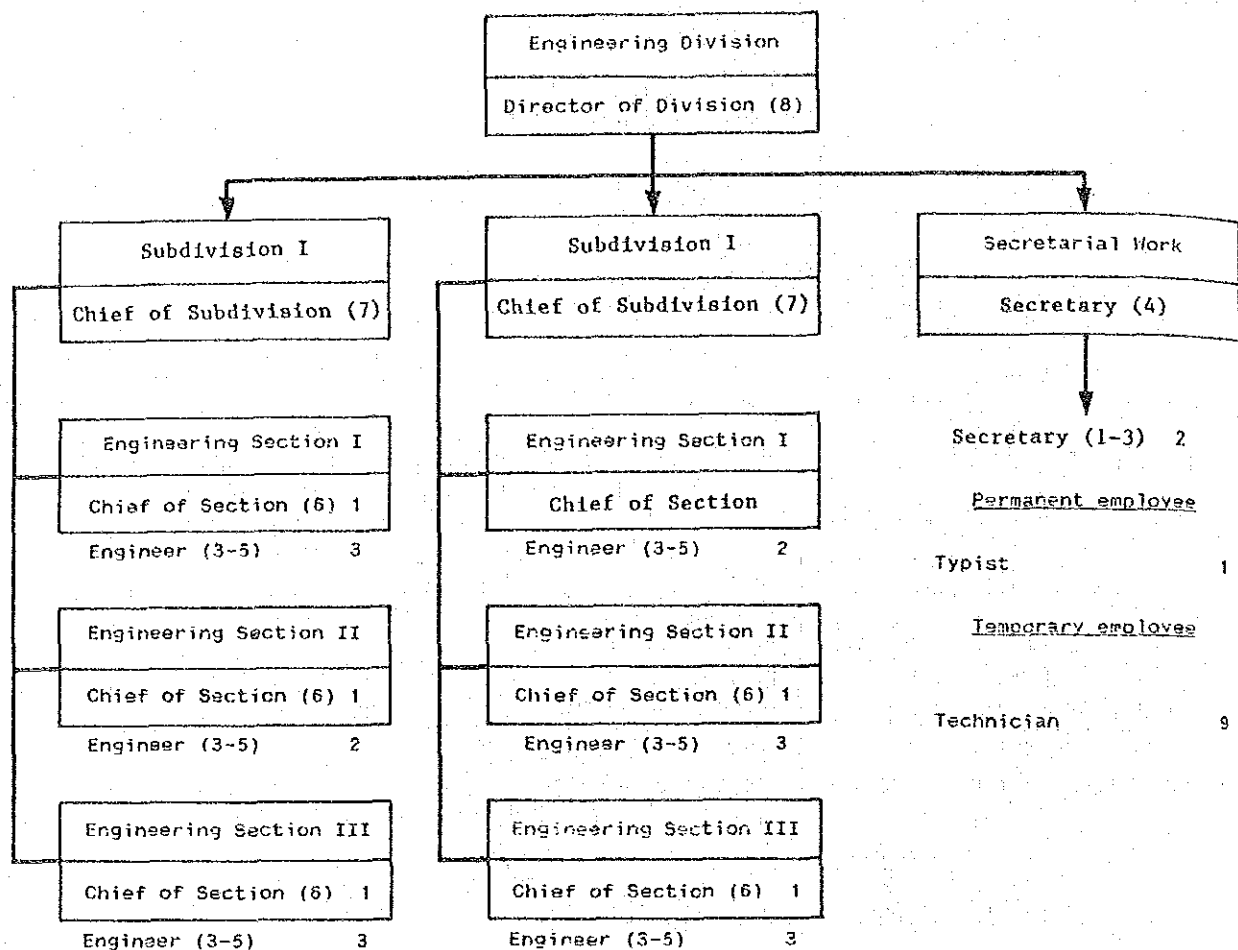 Engineering Division
Director of Division (8)
Subdivision I
Chief of Subdivision (7)
Engineering Section I
Chief of Section (6) 1
Engineer (3-5) 3
Engineering Section II
Chief of Section (6) 1
Engineer (3-5) 2
Engineering Section III
Chief of Section (6) 1
Engineer (3-5) 3
Subdivision I
Chief of Subdivision (7)
Engineering Section I
Chief of Section
Engineer (3-5) 2
Engineering Section II
Chief of Section (6) 1
Engineer (3-5) 3
Engineering Section III
Chief of Section (6) 1
Engineer (3-5) 3
Secretarial Work
Secretary (4)
Secretary (1-3) 2
Permanent employee
Typist 1
Temporary employee
Technician 9